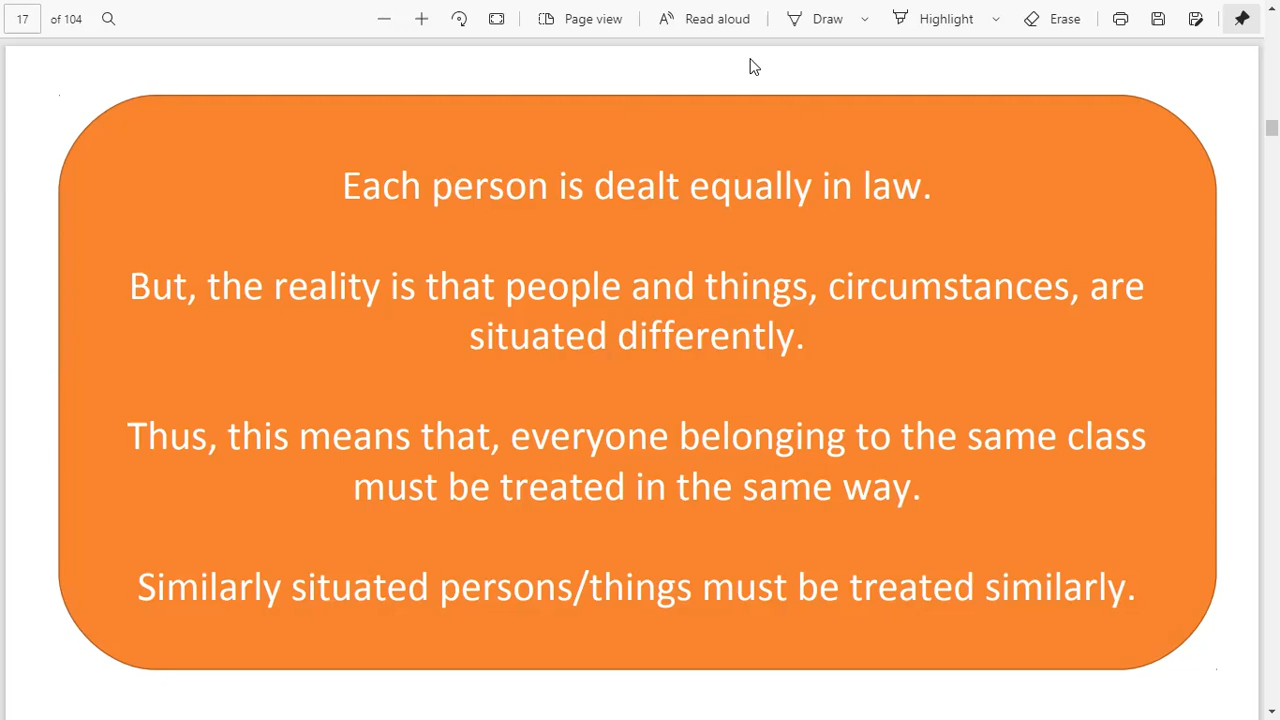 17 of 104 Page view Read aloud Draw Highlight Erase
Each person is dealt equally in law.
But, the reality is that people and things, circumstances, are
situated differently.
Thus, this means that, everyone belonging to the same class
must be treated in the same way.
Similarly situated persons/things must be treated similarly.